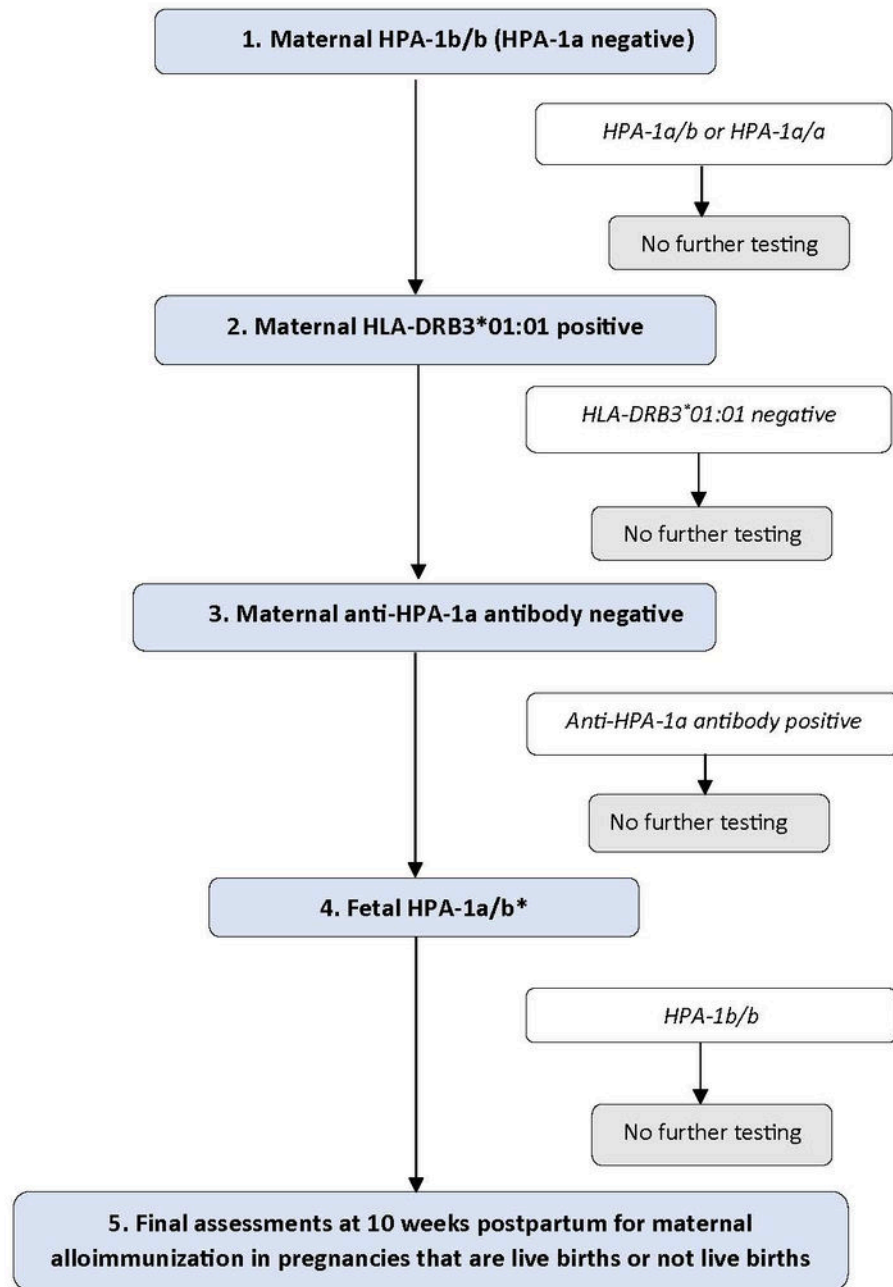 1. Maternal HPA-1b/b (HPA-1a negative)
HPA-1a/b or HPA-1a/a
No further testing
2. Maternal HLA-DRB3*01:01 positive
HLA-DRB3*01:01 negative
No further testing
3. Maternal anti-HPA-1a antibody negative
Anti-HPA-1a antibody positive
No further testing
4. Fetal HPA-1a/b*
HPA-1b/b
No further testing
5. Final assessments at 10 weeks postpartum for maternal
alloimmunization in pregnancies that are live births or not live births